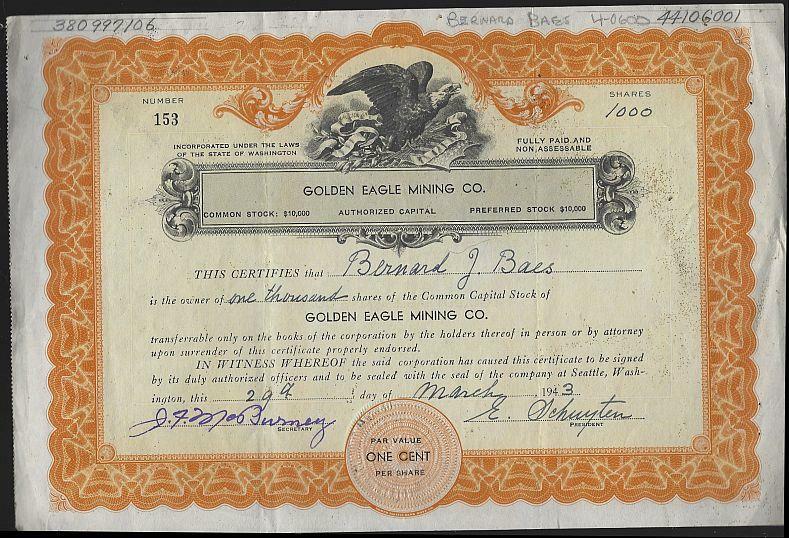 380997106
BERNARD BAES 4-0600 44106001
NUMBER
153
SHARES
1000
INCORPORATED UNDER THE LAWS
OF THE STATE OF WASHINGTON
FULLY PAID AND
NON-ASSESSABLE
GOLDEN EAGLE MINING CO.
COMMON STOCK: $10,000 AUTHORIZED CAPITAL PREFERRED STOCK $10,000
THIS CERTIFIES that Bernard J. Baes
is the owner of one thousand shares of the Common Capital Stock of
GOLDEN EAGLE MINING CO.
transferrable only on the books of the corporation by the holders thereof in person or by attorney
upon surrender of this certificate properly endorsed.
IN WITNESS WHEREOF the said corporation has caused this certificate to be signed
by its duly authorized officers and to be sealed with the seal of the company at Seattle, Wash-
ington, this 29th day of March, 1943
E. Schuyten
PRESIDENT
SECRETARY
PAR VALUE
ONE CENT
PER SHARE